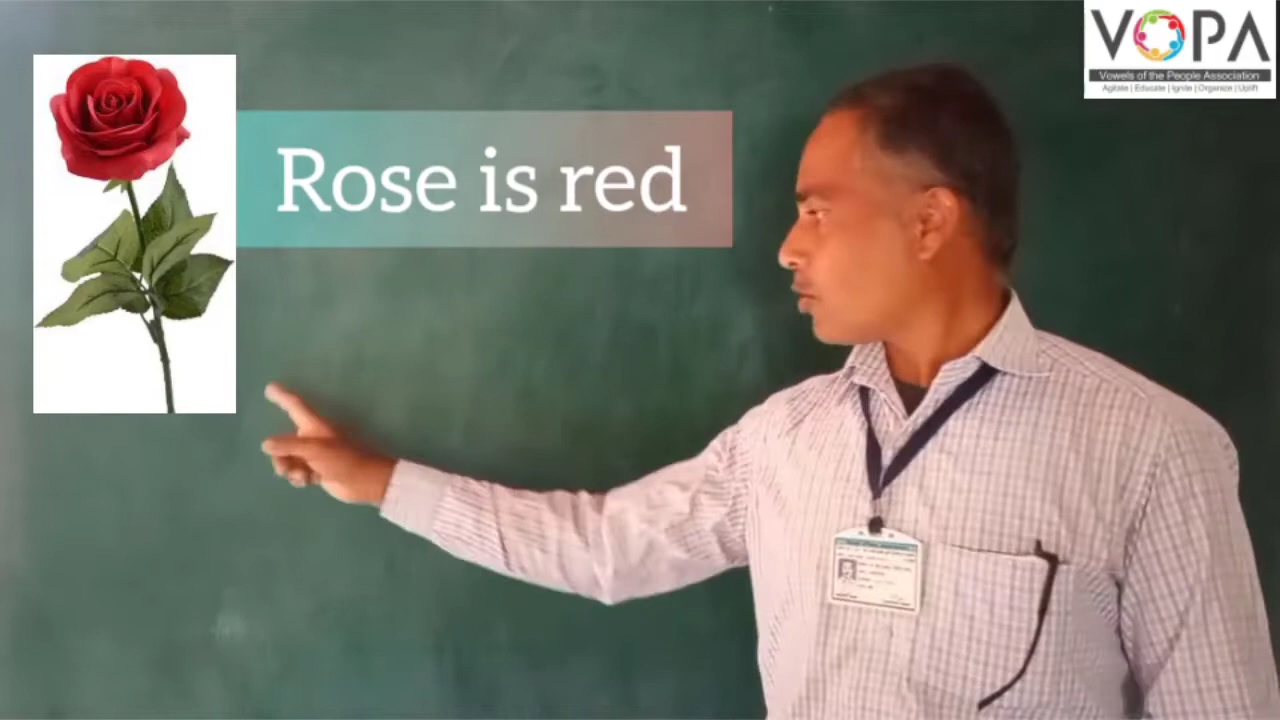 VOPA
Vowels of the People Association
Agitate | Educate | Ignite | Organize | Uplift
Rose is red